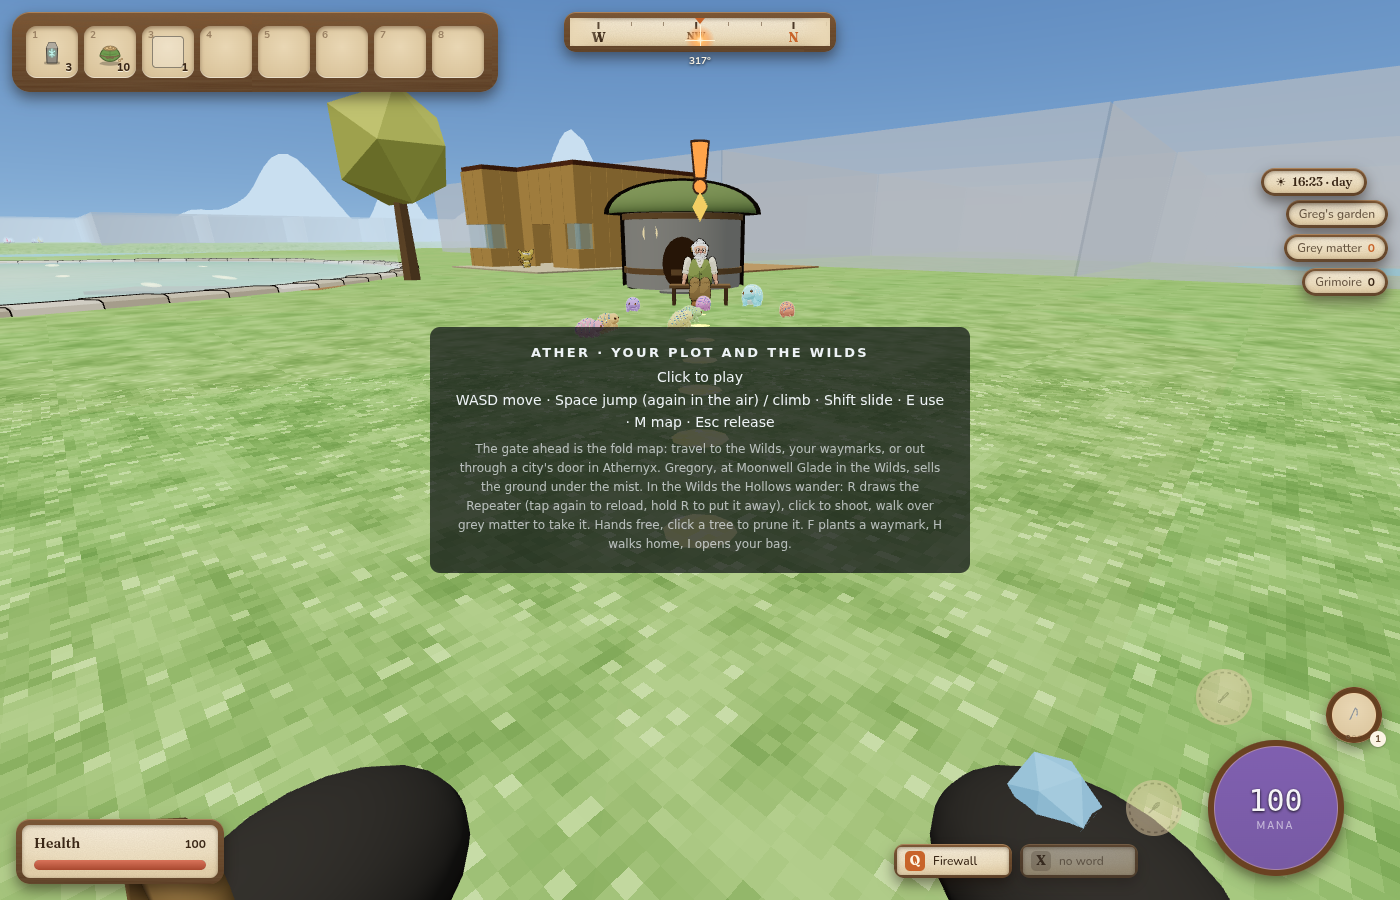 1 2 3 4 5 6 7 8
3 10 1
W N
317°
16:23 · day
Greg's garden
Grey matter 0
Grimoire 0
ATHER · YOUR PLOT AND THE WILDS
Click to play
WASD move · Space jump (again in the air) / climb · Shift slide · E use
· M map · Esc release
The gate ahead is the fold map: travel to the Wilds, your waymarks, or out
through a city's door in Athernyx. Gregory, at Moonwell Glade in the Wilds, sells
the ground under the mist. In the Wilds the Hollows wander: R draws the
Repeater (tap again to reload, hold R to put it away), click to shoot, walk over
grey matter to take it. Hands free, click a tree to prune it. F plants a waymark, H
walks home, I opens your bag.
1
100
MANA
Health 100
Q Firewall
X no word